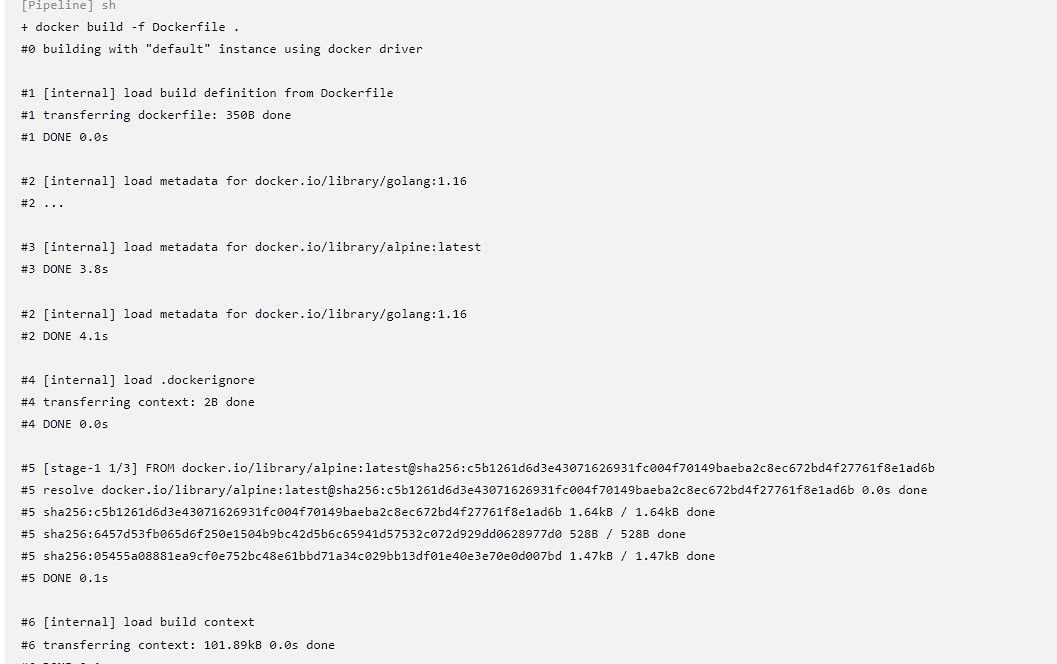 [Pipeline] sh
+ docker build -f Dockerfile .
#0 building with "default" instance using docker driver
#1 [internal] load build definition from Dockerfile
#1 transferring dockerfile: 350B done
#1 DONE 0.0s
#2 [internal] load metadata for docker.io/library/golang:1.16
#2 ...
#3 [internal] load metadata for docker.io/library/alpine:latest
#3 DONE 3.8s
#2 [internal] load metadata for docker.io/library/golang:1.16
#2 DONE 4.1s
#4 [internal] load .dockerignore
#4 transferring context: 2B done
#4 DONE 0.0s
#5 [stage-1 1/3] FROM docker.io/library/alpine:latest@sha256:c5b1261d6d3e43071626931fc004f70149baeba2c8ec672bd4f27761f8e1ad6b
#5 resolve docker.io/library/alpine:latest@sha256:c5b1261d6d3e43071626931fc004f70149baeba2c8ec672bd4f27761f8e1ad6b 0.0s done
#5 sha256:c5b1261d6d3e43071626931fc004f70149baeba2c8ec672bd4f27761f8e1ad6b 1.64kB / 1.64kB done
#5 sha256:6457d53fb065d6f250e1504b9bc42d5b6c65941d57532c072d929dd0628977d0 528B / 528B done
#5 sha256:05455a08881ea9cf0e752bc48e61bbd71a34c029bb13df01e40e3e70e0d007bd 1.47kB / 1.47kB done
#5 DONE 0.1s
#6 [internal] load build context
#6 transferring context: 101.89kB 0.0s done